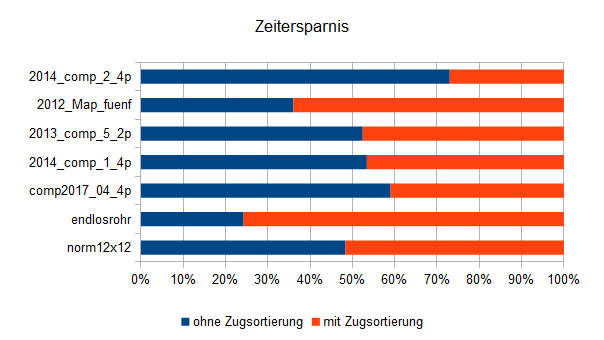 Zeitersparnis
2014_comp_2_4p
2012_Map_fuenf
2013_comp_5_2p
2014_comp_1_4p
comp2017_04_4p
endlosrohr
norm12x12
0% 10% 20% 30% 40% 50% 60% 70% 80% 90% 100%
ohne Zugsortierung mit Zugsortierung